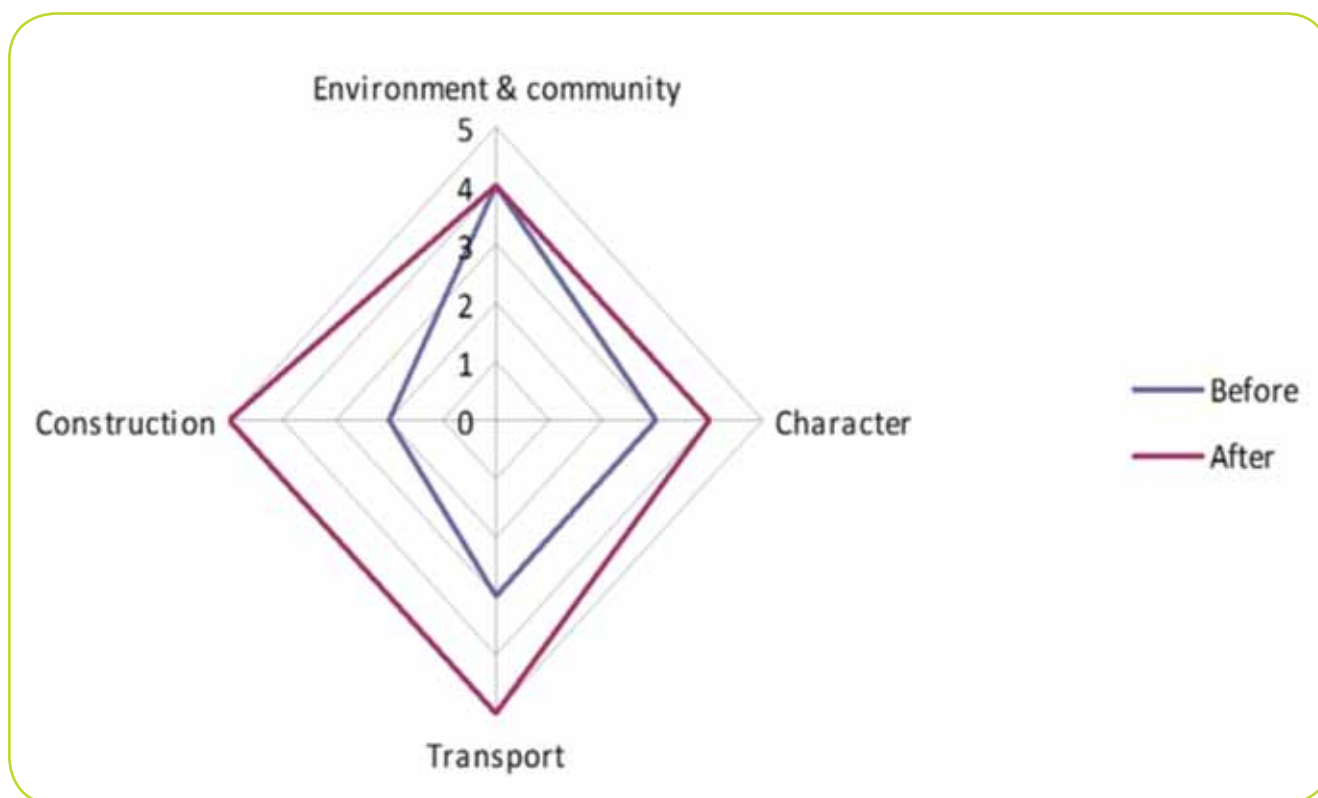 Environment & community
5
4
3
2
1
0
Construction
Character
Transport
Before
After